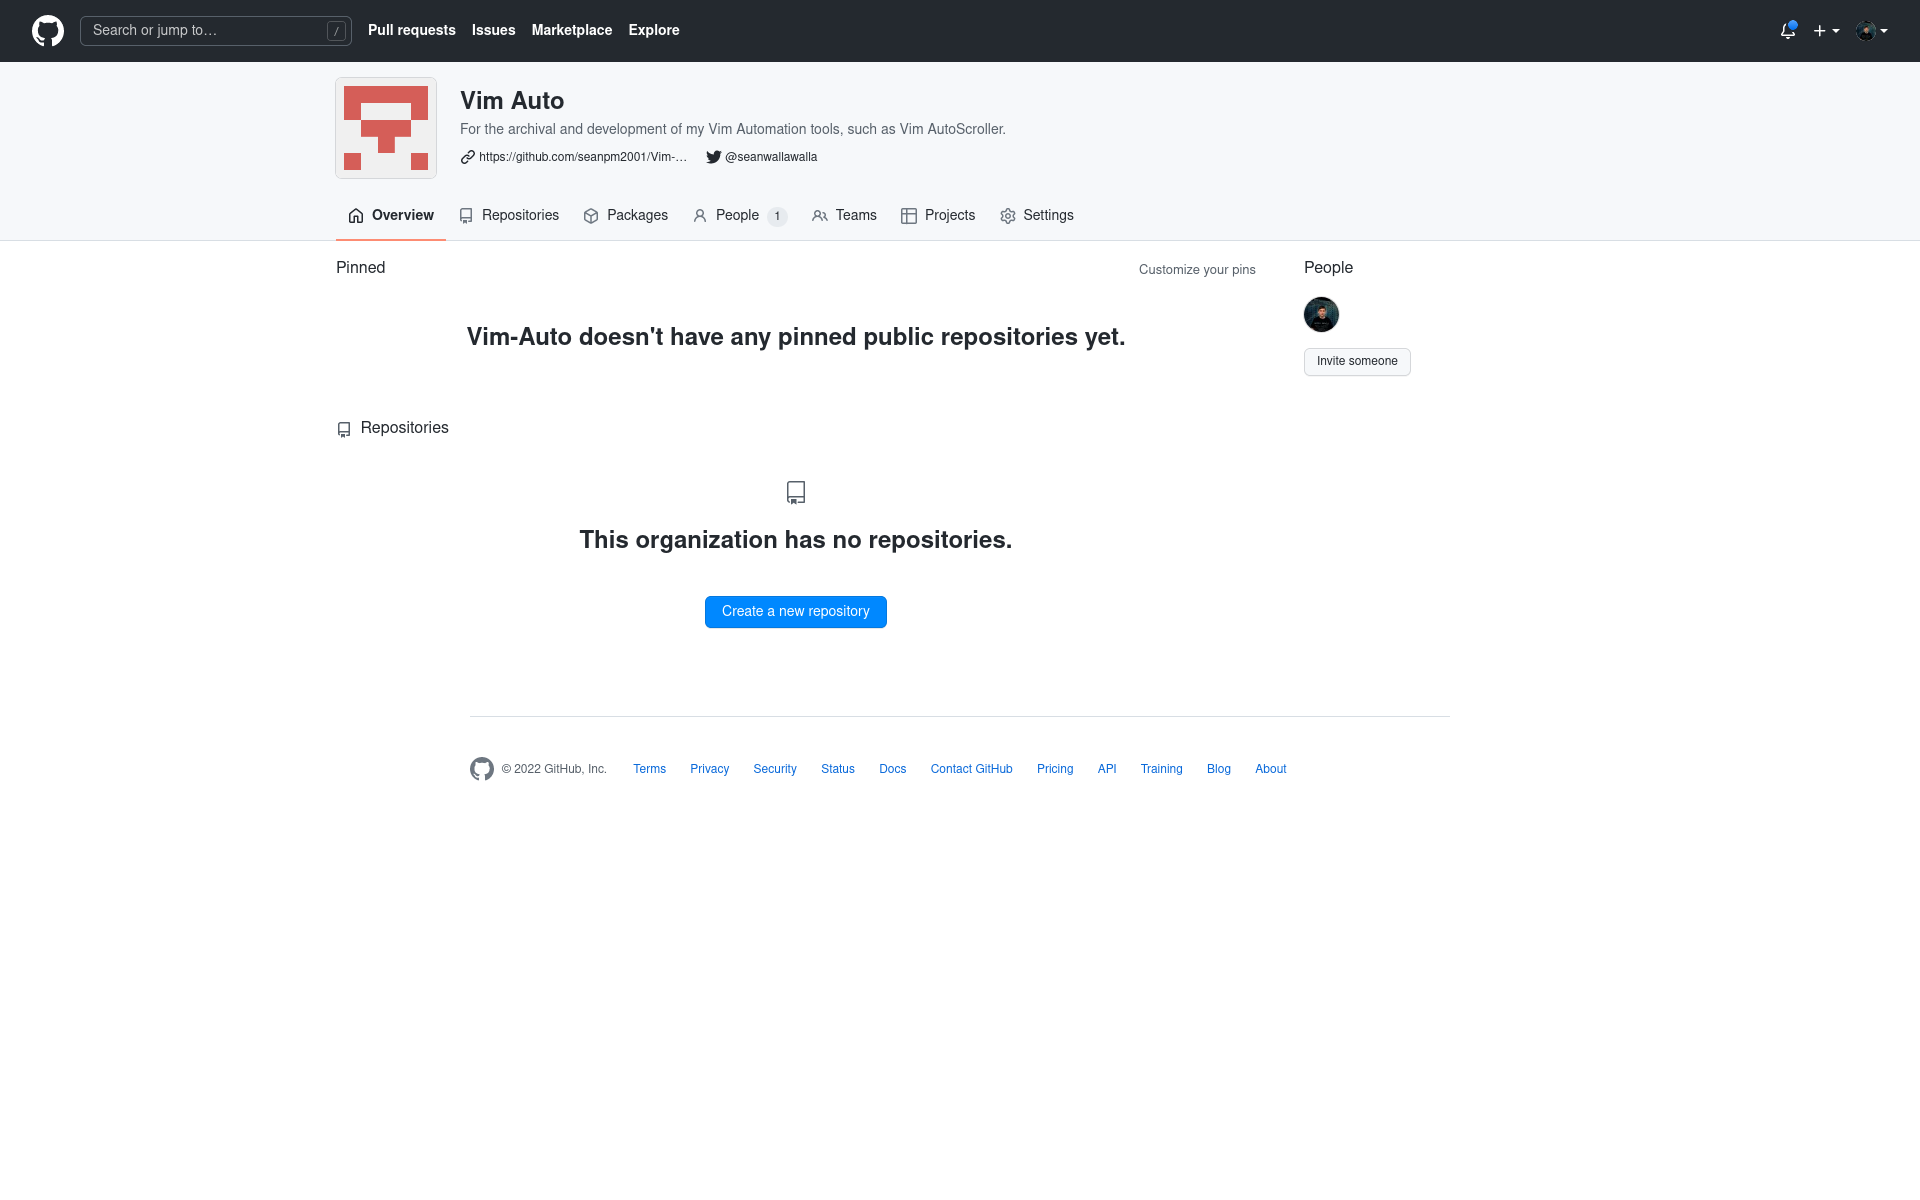 Search or jump to… /
Pull requests Issues Marketplace Explore
Vim Auto
For the archival and development of my Vim Automation tools, such as Vim AutoScroller.
https://github.com/seanpm2001/Vim-… @seanwallawalla
Overview Repositories Packages People 1 Teams Projects Settings
Pinned Customize your pins
Vim-Auto doesn't have any pinned public repositories yet.
People
Invite someone
Repositories
This organization has no repositories.
Create a new repository
© 2022 GitHub, Inc. Terms Privacy Security Status Docs Contact GitHub Pricing API Training Blog About